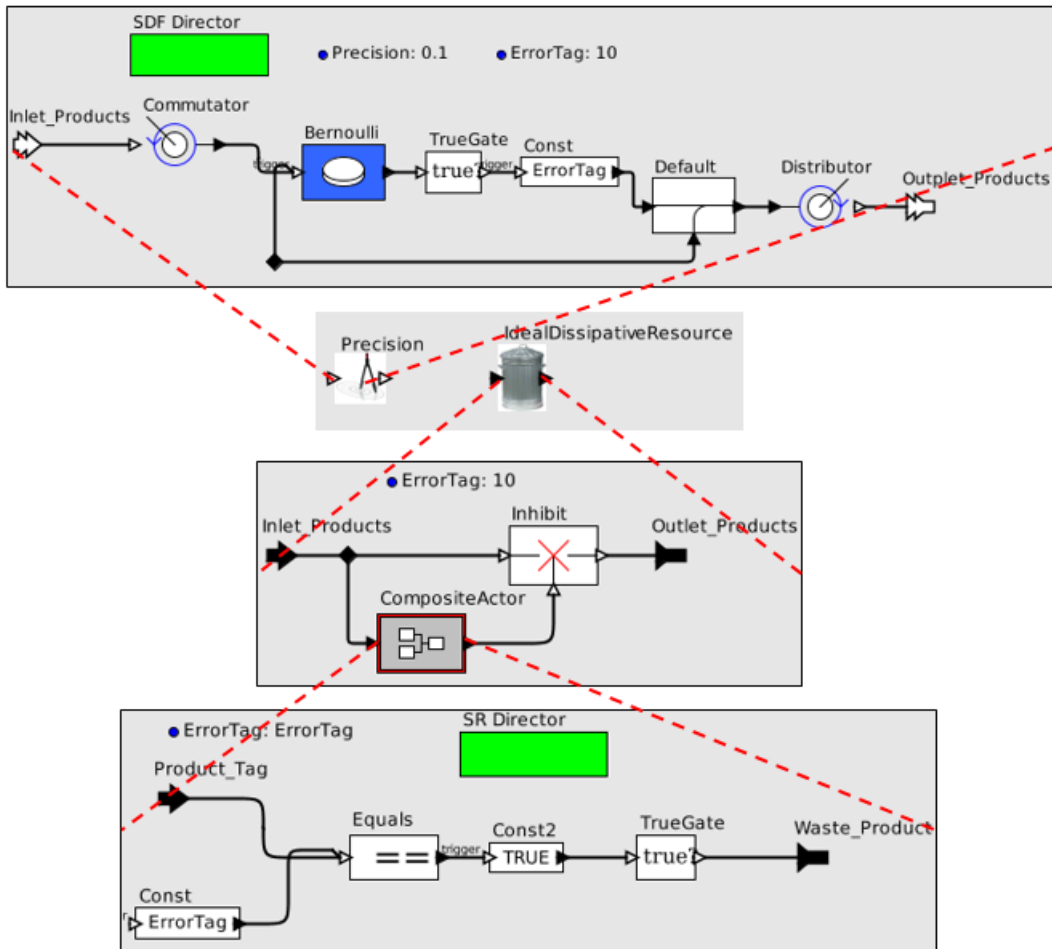 SDF Director
Precision: 0.1
ErrorTag: 10
Inlet_Products
Commutator
Bernoulli
trigger
TrueGate
true?
trigger
Const
ErrorTag
Default
Distributor
Outplet_Products
Precision
IdealDissipativeResource
ErrorTag: 10
Inlet_Products
Inhibit
Outlet_Products
CompositeActor
ErrorTag: ErrorTag
SR Director
Product_Tag
Equals
==
trigger
Const2
TRUE
TrueGate
true?
Waste_Product
Const
r
ErrorTag